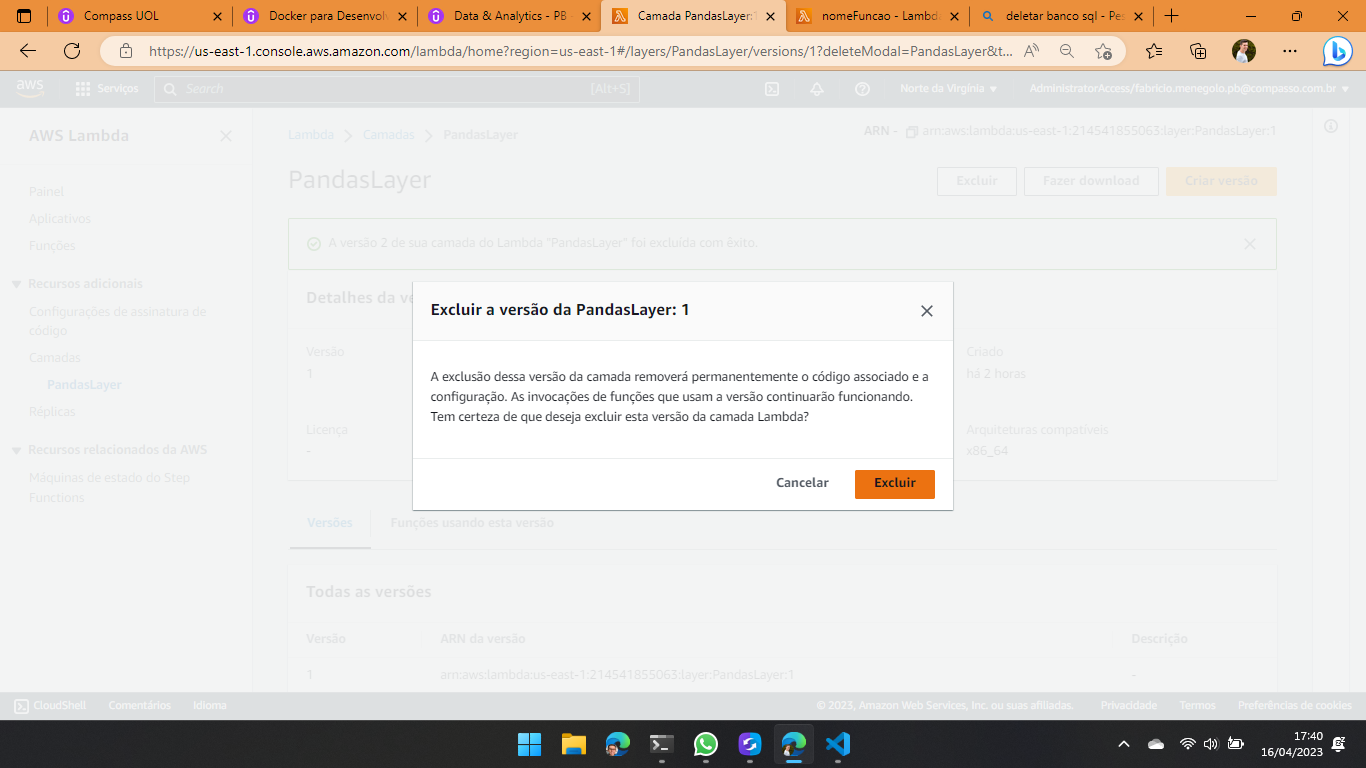 Compass UOL
Docker para Desenvolv
Data & Analytics - PB -
Camada PandasLayer:1
nomeFuncao - Lambda
deletar banco sql - Pes
https://us-east-1.console.aws.amazon.com/lambda/home?region=us-east-1#/layers/PandasLayer/versions/1?deleteModal=PandasLayer&t...
aws
Serviços
Search
[Alt+S]
Norte da Virgínia
AdministratorAccess/fabricio.menegolo.pb@compasso.com.br
AWS Lambda
Painel
Aplicativos
Funções
Recursos adicionais
Configurações de assinatura de
código
Camadas
PandasLayer
Réplicas
Recursos relacionados da AWS
Máquinas de estado do Step
Functions
Lambda
Camadas
PandasLayer
ARN - arn:aws:lambda:us-east-1:214541855063:layer:PandasLayer:1
PandasLayer
Excluir
Fazer download
Criar versão
A versão 2 de sua camada do Lambda "PandasLayer" foi excluída com êxito.
Detalhes da ve
Versão
1
Criado
há 2 horas
Licença
-
Arquiteturas compatíveis
x86_64
Excluir a versão da PandasLayer: 1
A exclusão dessa versão da camada removerá permanentemente o código associado e a
configuração. As invocações de funções que usam a versão continuarão funcionando.
Tem certeza de que deseja excluir esta versão da camada Lambda?
Cancelar
Excluir
Versões
Funções usando esta versão
Todas as versões
Versão
ARN da versão
Descrição
1
arn:aws:lambda:us-east-1:214541855063:layer:PandasLayer:1
-
CloudShell
Comentários
Idioma
© 2023, Amazon Web Services, Inc. ou suas afiliadas.
Privacidade
Termos
Preferências de cookies
17:40
16/04/2023